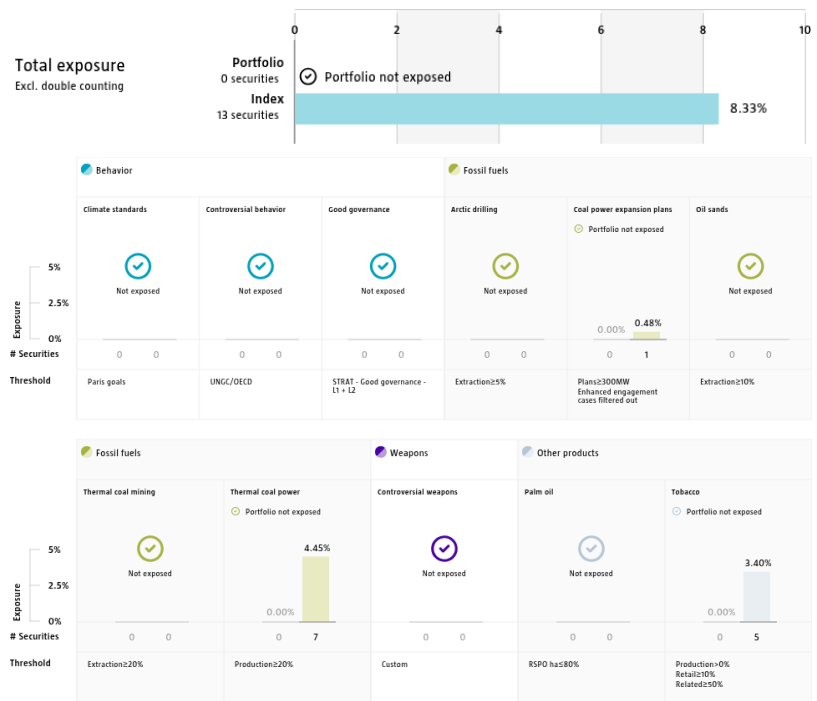 0 2 4 6 8 10
Total exposure
Excl. double counting
Portfolio
0 securities
Portfolio not exposed
Index
13 securities
8.33%
Behavior
Fossil fuels
Climate standards
Controversial behavior
Good governance
Arctic drilling
Coal power expansion plans
Oil sands
Portfolio not exposed
Not exposed
Not exposed
Not exposed
Not exposed
Not exposed
Exposure
5%
2.5%
0%
0.00% 0.48%
# Securities
0 0
0 0
0 0
0 0
0 1
0 0
Threshold
Paris goals
UNGC/OECD
STRAT - Good governance -
L1 + L2
Extraction≥5%
Plans≥300MW
Enhanced engagement
cases filtered out
Extraction≥10%
Fossil fuels
Weapons
Other products
Thermal coal mining
Thermal coal power
Controversial weapons
Palm oil
Tobacco
Portfolio not exposed
Portfolio not exposed
Not exposed
Not exposed
Not exposed
Exposure
5%
2.5%
0%
0.00% 4.45%
0.00% 3.40%
# Securities
0 0
0 7
0 0
0 0
0 5
Threshold
Extraction≥20%
Production≥20%
Custom
RSPO ha≤80%
Production>0%
Retail≥10%
Related≥50%